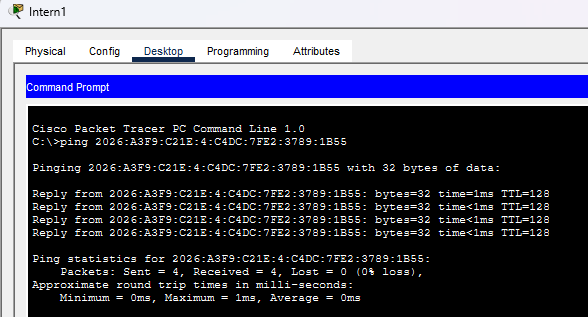 Intern1
Physical Config Desktop Programming Attributes
Command Prompt
Cisco Packet Tracer PC Command Line 1.0
C:\>ping 2026:A3F9:C21E:4:C4DC:7FE2:3789:1B55
Pinging 2026:A3F9:C21E:4:C4DC:7FE2:3789:1B55 with 32 bytes of data:
Reply from 2026:A3F9:C21E:4:C4DC:7FE2:3789:1B55: bytes=32 time=1ms TTL=128
Reply from 2026:A3F9:C21E:4:C4DC:7FE2:3789:1B55: bytes=32 time<1ms TTL=128
Reply from 2026:A3F9:C21E:4:C4DC:7FE2:3789:1B55: bytes=32 time<1ms TTL=128
Reply from 2026:A3F9:C21E:4:C4DC:7FE2:3789:1B55: bytes=32 time<1ms TTL=128
Ping statistics for 2026:A3F9:C21E:4:C4DC:7FE2:3789:1B55:
Packets: Sent = 4, Received = 4, Lost = 0 (0% loss),
Approximate round trip times in milli-seconds:
Minimum = 0ms, Maximum = 1ms, Average = 0ms